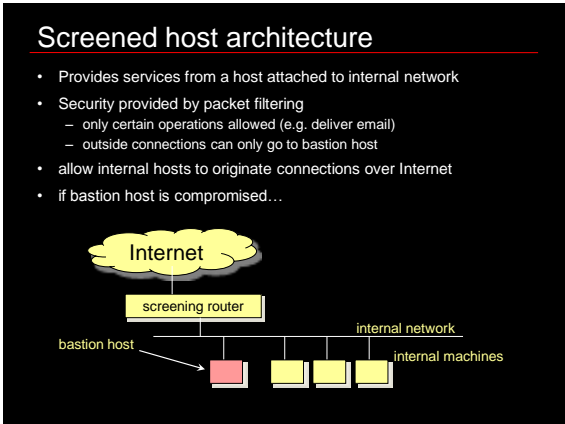 Screened host architecture
• Provides services from a host attached to internal network
• Security provided by packet filtering
– only certain operations allowed (e.g. deliver email)
– outside connections can only go to bastion host
• allow internal hosts to originate connections over Internet
• if bastion host is compromised…
Internet
screening router
internal network
bastion host
internal machines